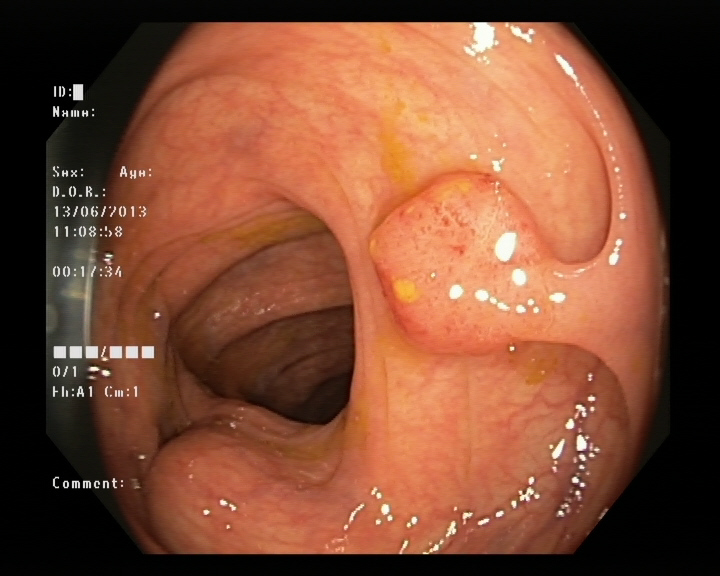 ID:
Name:
Sex: Age:
D.O.B.:
13/06/2013
11:08:58
00:17:34
■■■/■■■
0/1
Eh:A1 Cm:1
Comment: